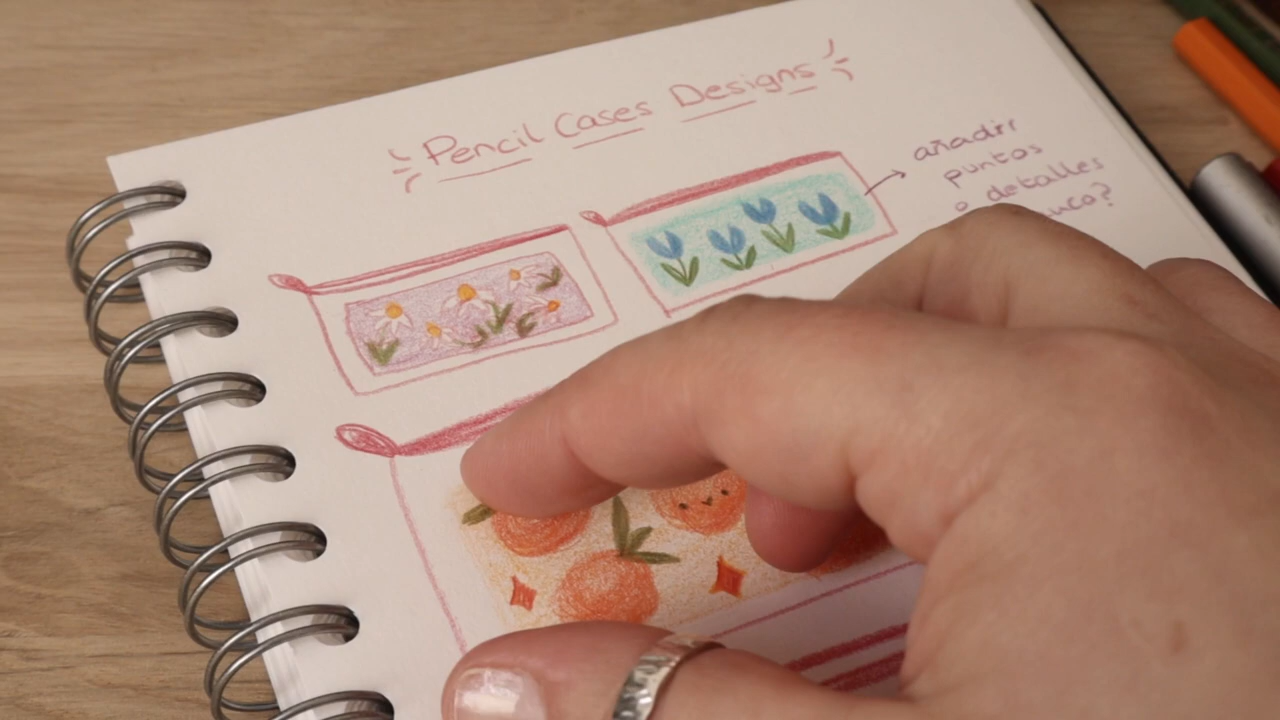 Pencil Cases Designs
añadir
puntos
o detalles